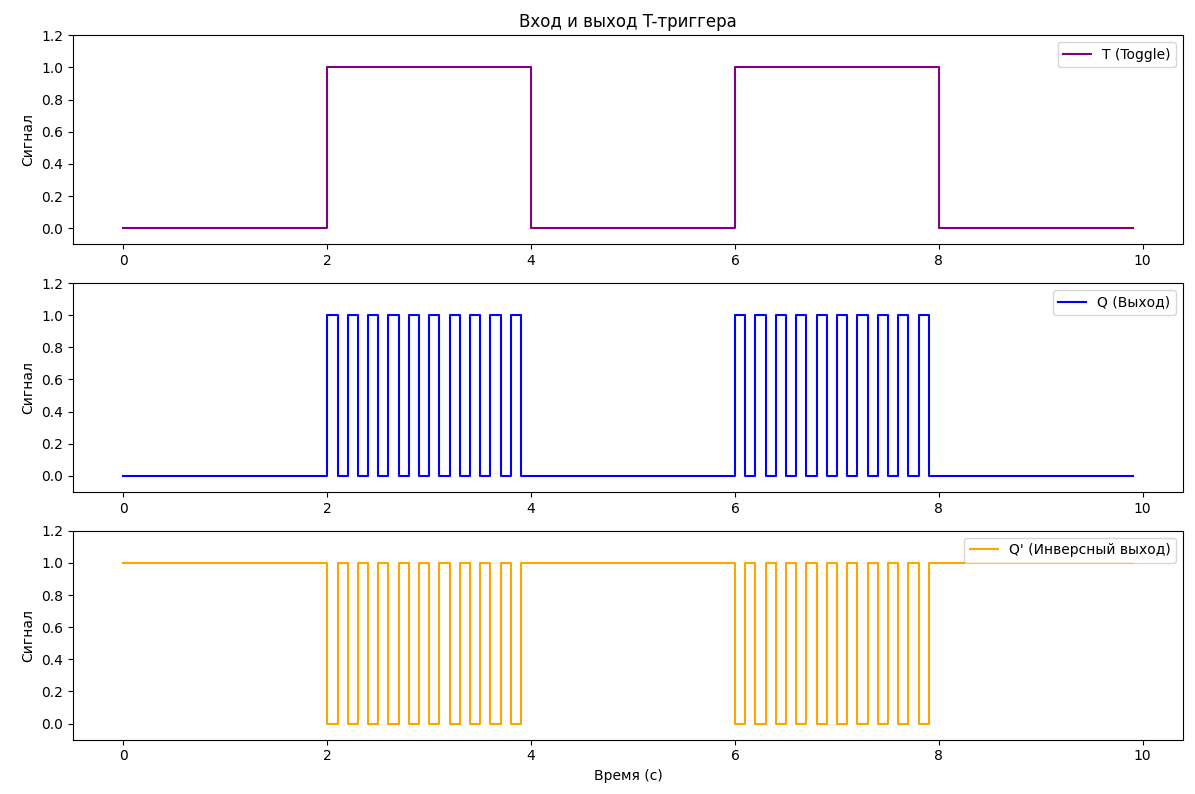 Вход и выход Т-триггера
1.2
1.0
0.8
0.6
0.4
0.2
0.0
Сигнал
T (Toggle)
0 2 4 6 8 10
1.2
1.0
0.8
0.6
0.4
0.2
0.0
Сигнал
Q (Выход)
0 2 4 6 8 10
1.2
1.0
0.8
0.6
0.4
0.2
0.0
Сигнал
Q' (Инверсный выход)
0 2 4 6 8 10
Время (с)